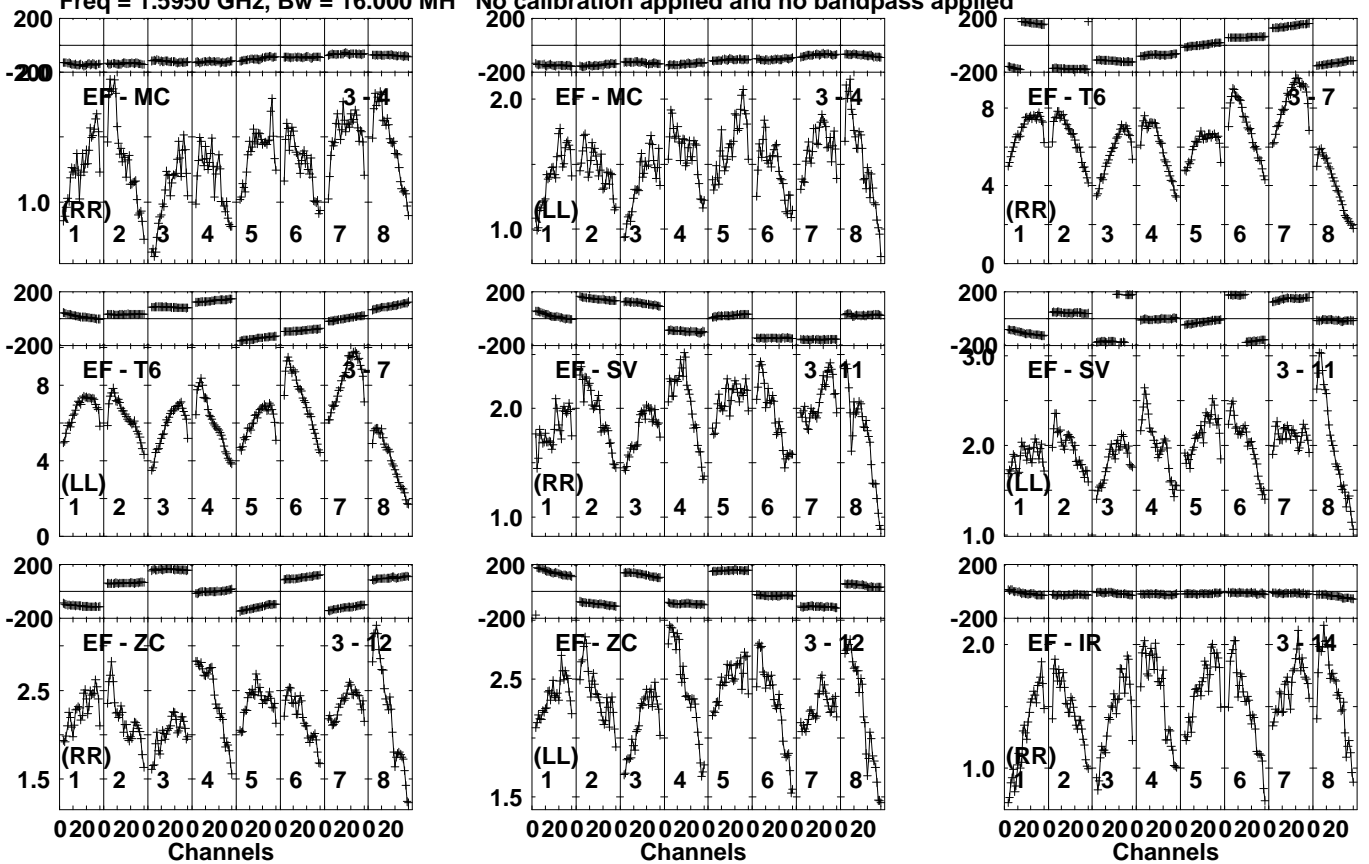 Freq = 1.5950 GHz, Bw = 16.000 MH No calibration applied and no bandpass applied
200 200
-200 -200 -200
2.0
EF - MC 3 - 4 EF - MC 3 - 4 EF - T6 3 - 7
2.0 8
1.0 1.0 4
(RR) (LL) (RR)
1 2 3 4 5 6 7 8 1 2 3 4 5 6 7 8 1 2 3 4 5 6 7 8
0
200 200 200
-200 -200 -200
3.0
EF - T6 3 - 7 EF - SV 3 - 11 EF - SV 3 - 11
8 2.0 2.0
4
(LL) (RR) (LL)
1 2 3 4 5 6 7 8 1 2 3 4 5 6 7 8 1 2 3 4 5 6 7 8
0 1.0 1.0
200 200 200
-200 -200 -200
EF - ZC 3 - 12 EF - ZC 3 - 12 EF - IR 3 - 14
2.5 2.5 2.0
(RR) (LL) (RR)
1 2 3 4 5 6 7 8 1 2 3 4 5 6 7 8 1 2 3 4 5 6 7 8
1.5 1.5 1.0
0 20 0 20 0 20 0 20 0 20 0 20 0 20 0 20 0 20 0 20 0 20 0 20 0 20 0 20 0 20 0 20 0 20 0 20 0 20 0 20 0 20 0 20 0 20 0 20
Channels Channels Channels